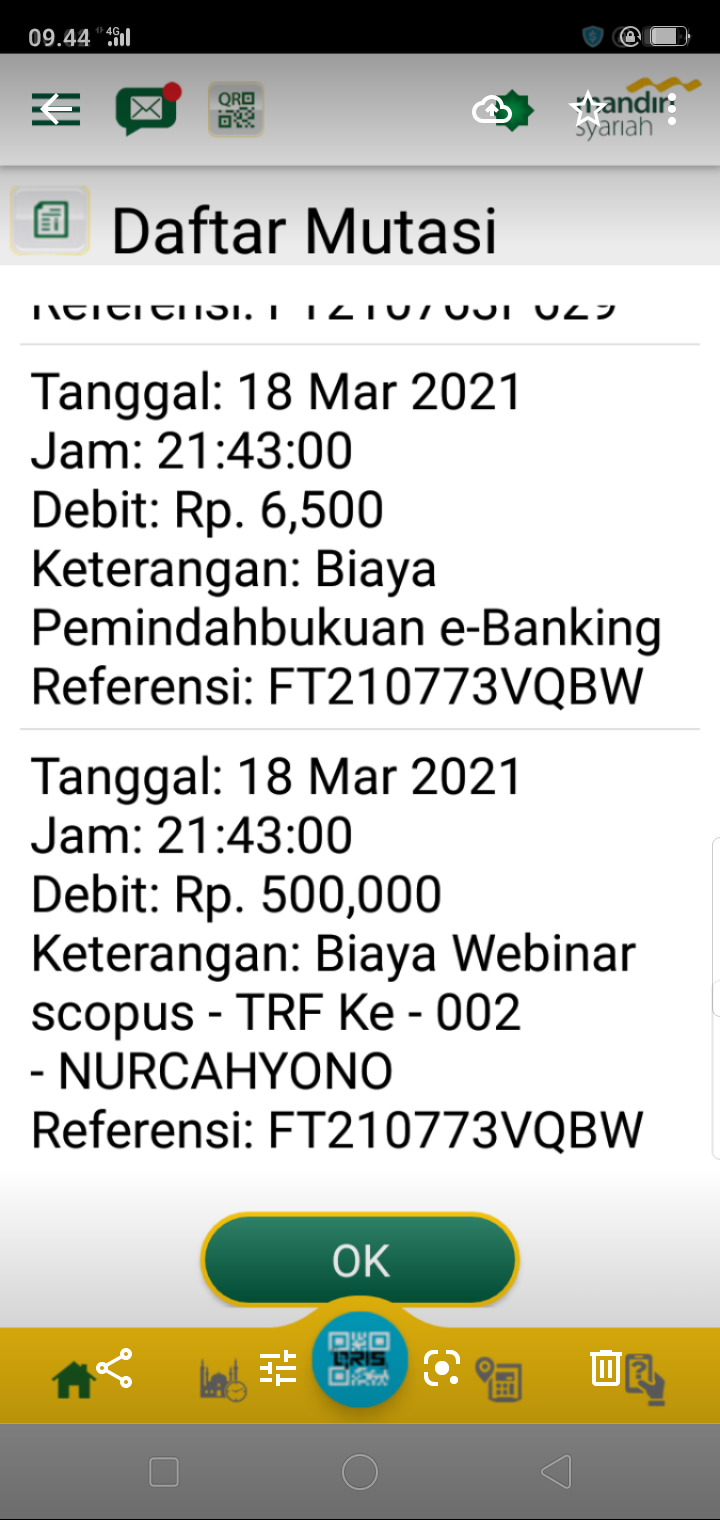 09.44
4G
QR
mandiri
syariah
Daftar Mutasi
Tanggal: 18 Mar 2021
Jam: 21:43:00
Debit: Rp. 6,500
Keterangan: Biaya
Pemindahbukuan e-Banking
Referensi: FT210773VQBW
Tanggal: 18 Mar 2021
Jam: 21:43:00
Debit: Rp. 500,000
Keterangan: Biaya Webinar
scopus - TRF Ke - 002
- NURCAHYONO
Referensi: FT210773VQBW
OK
QRIS